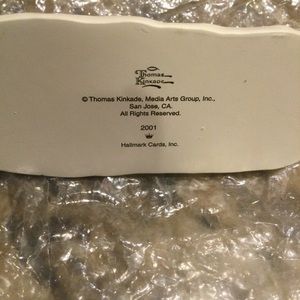 Thomas
Kinkade
© Thomas Kinkade, Media Arts Group, Inc.,
San Jose, CA.
All Rights Reserved.
2001
Hallmark Cards, Inc.